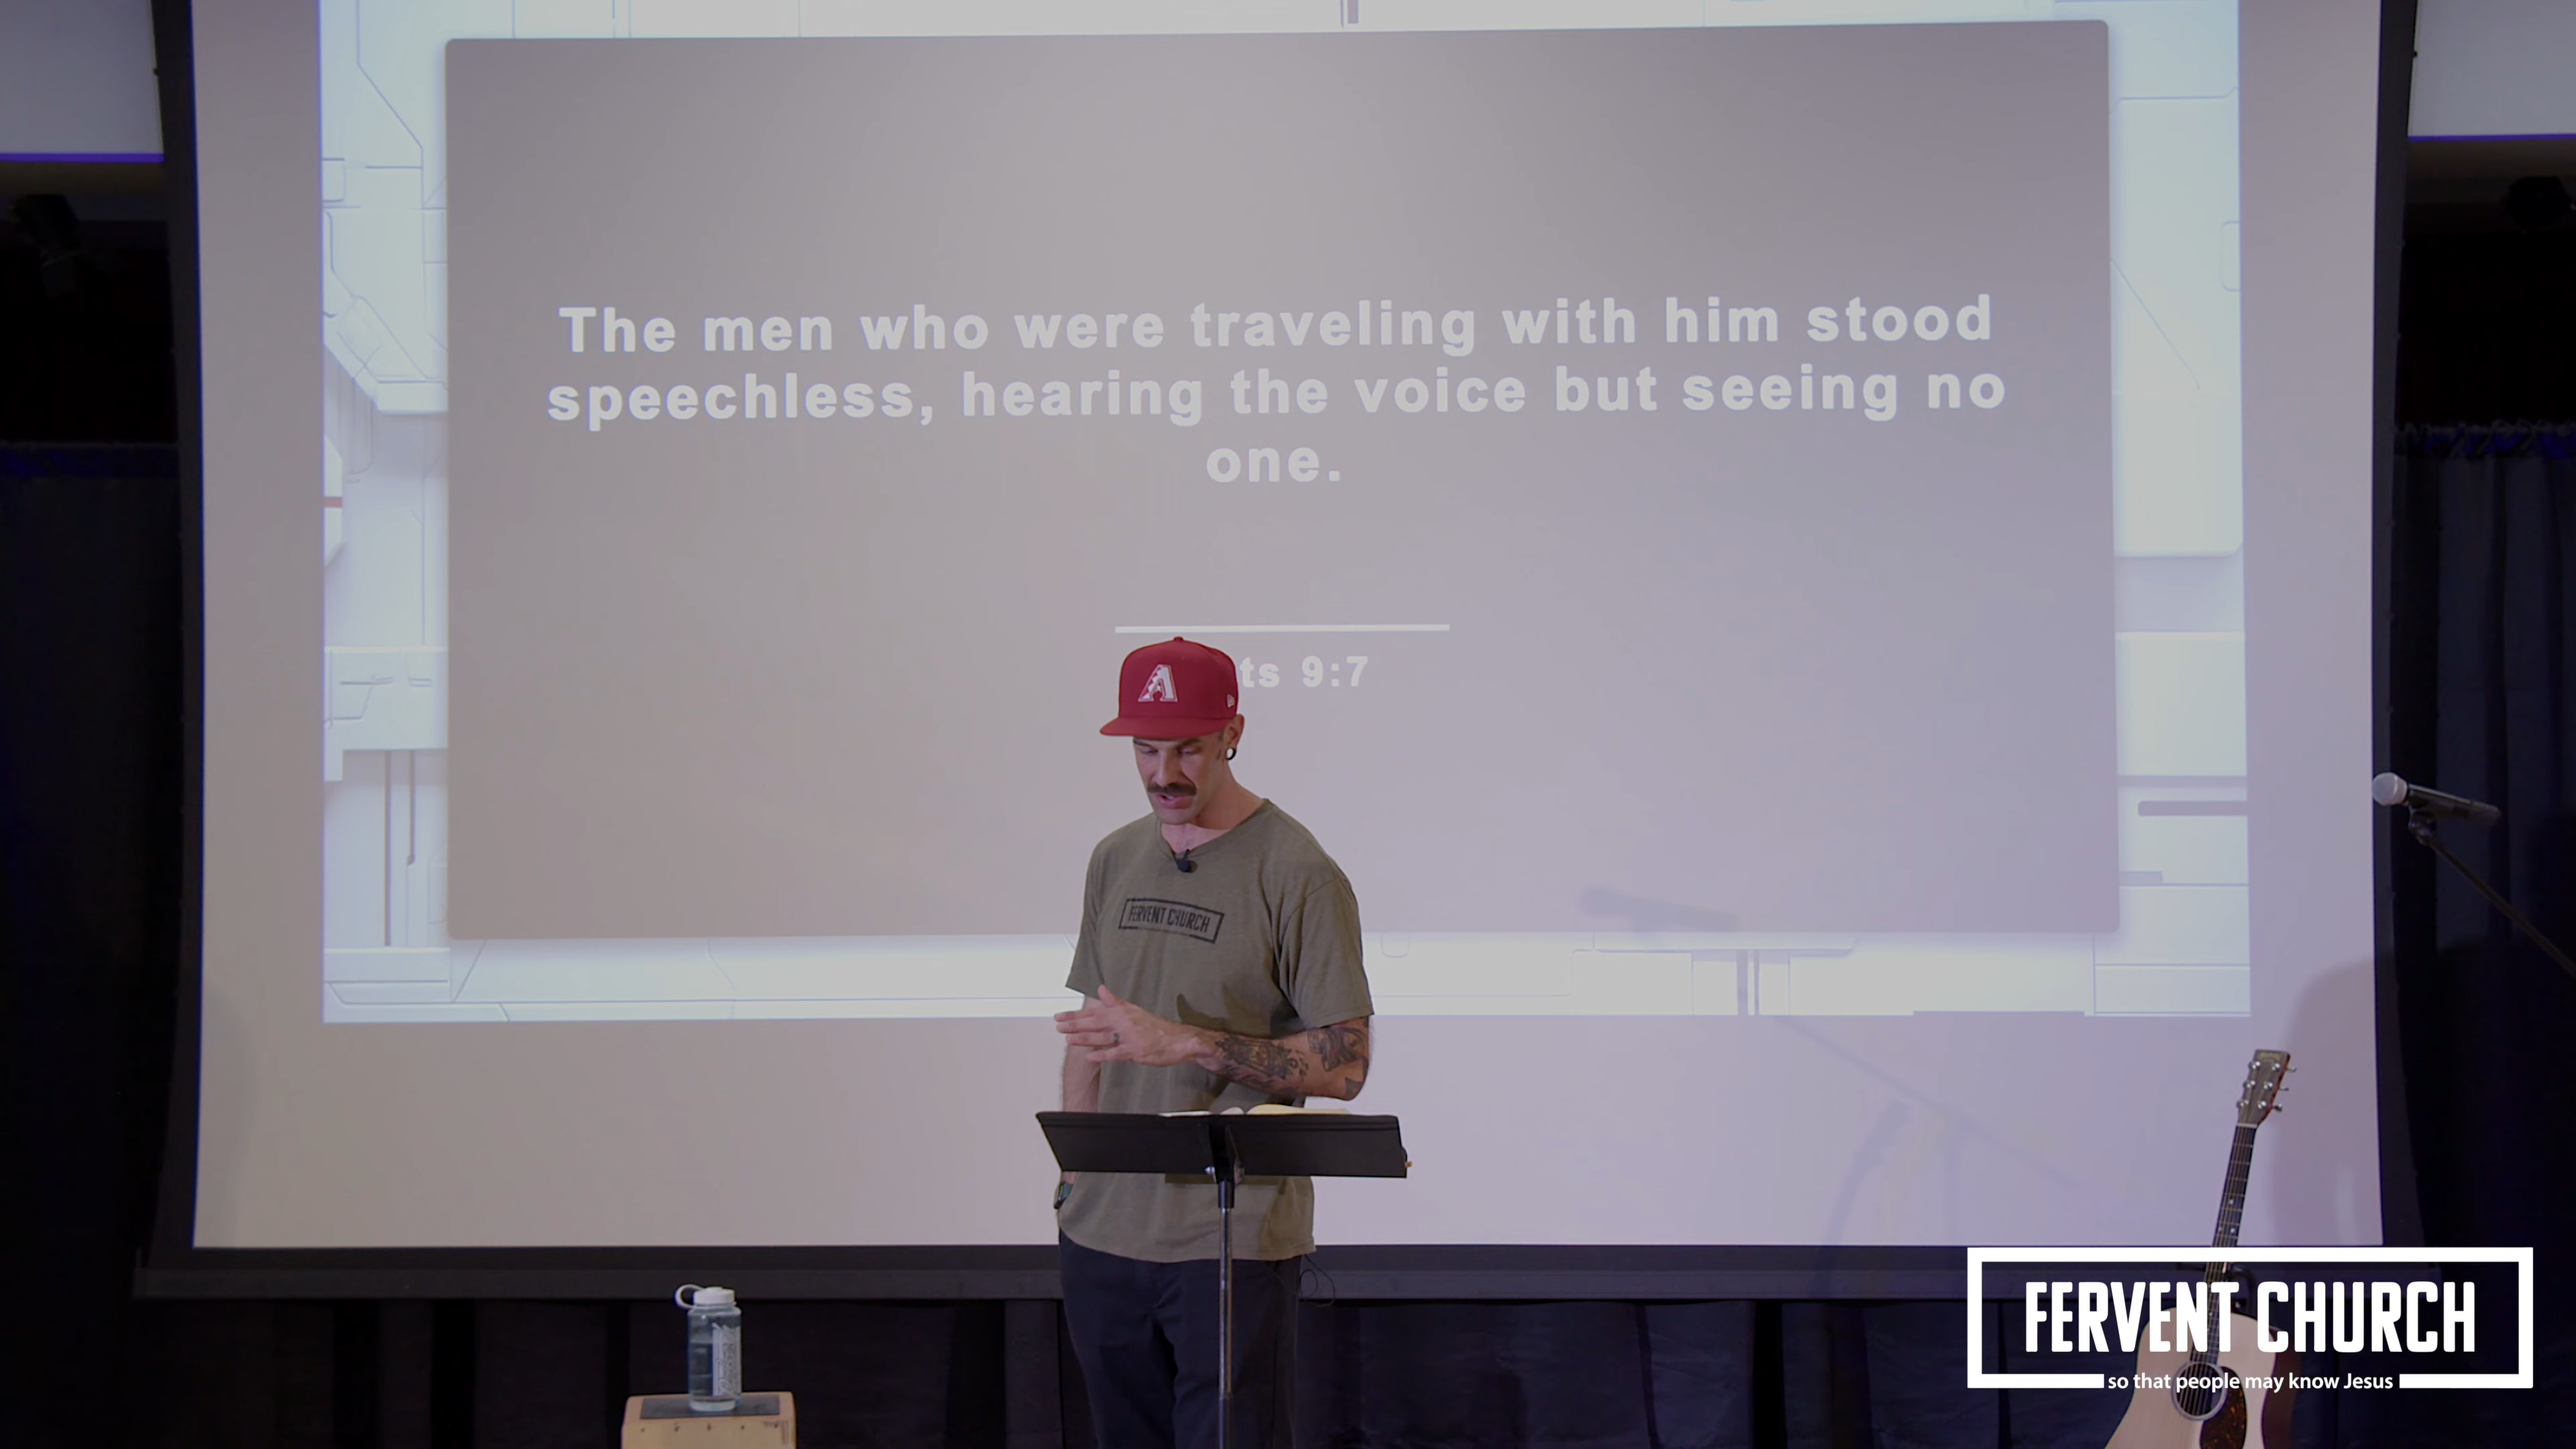 The men who were traveling with him stood
speechless, hearing the voice but seeing no
one.
ts 9:7
A
FERVENT CHURCH
FERVENT CHURCH
so that people may know Jesus